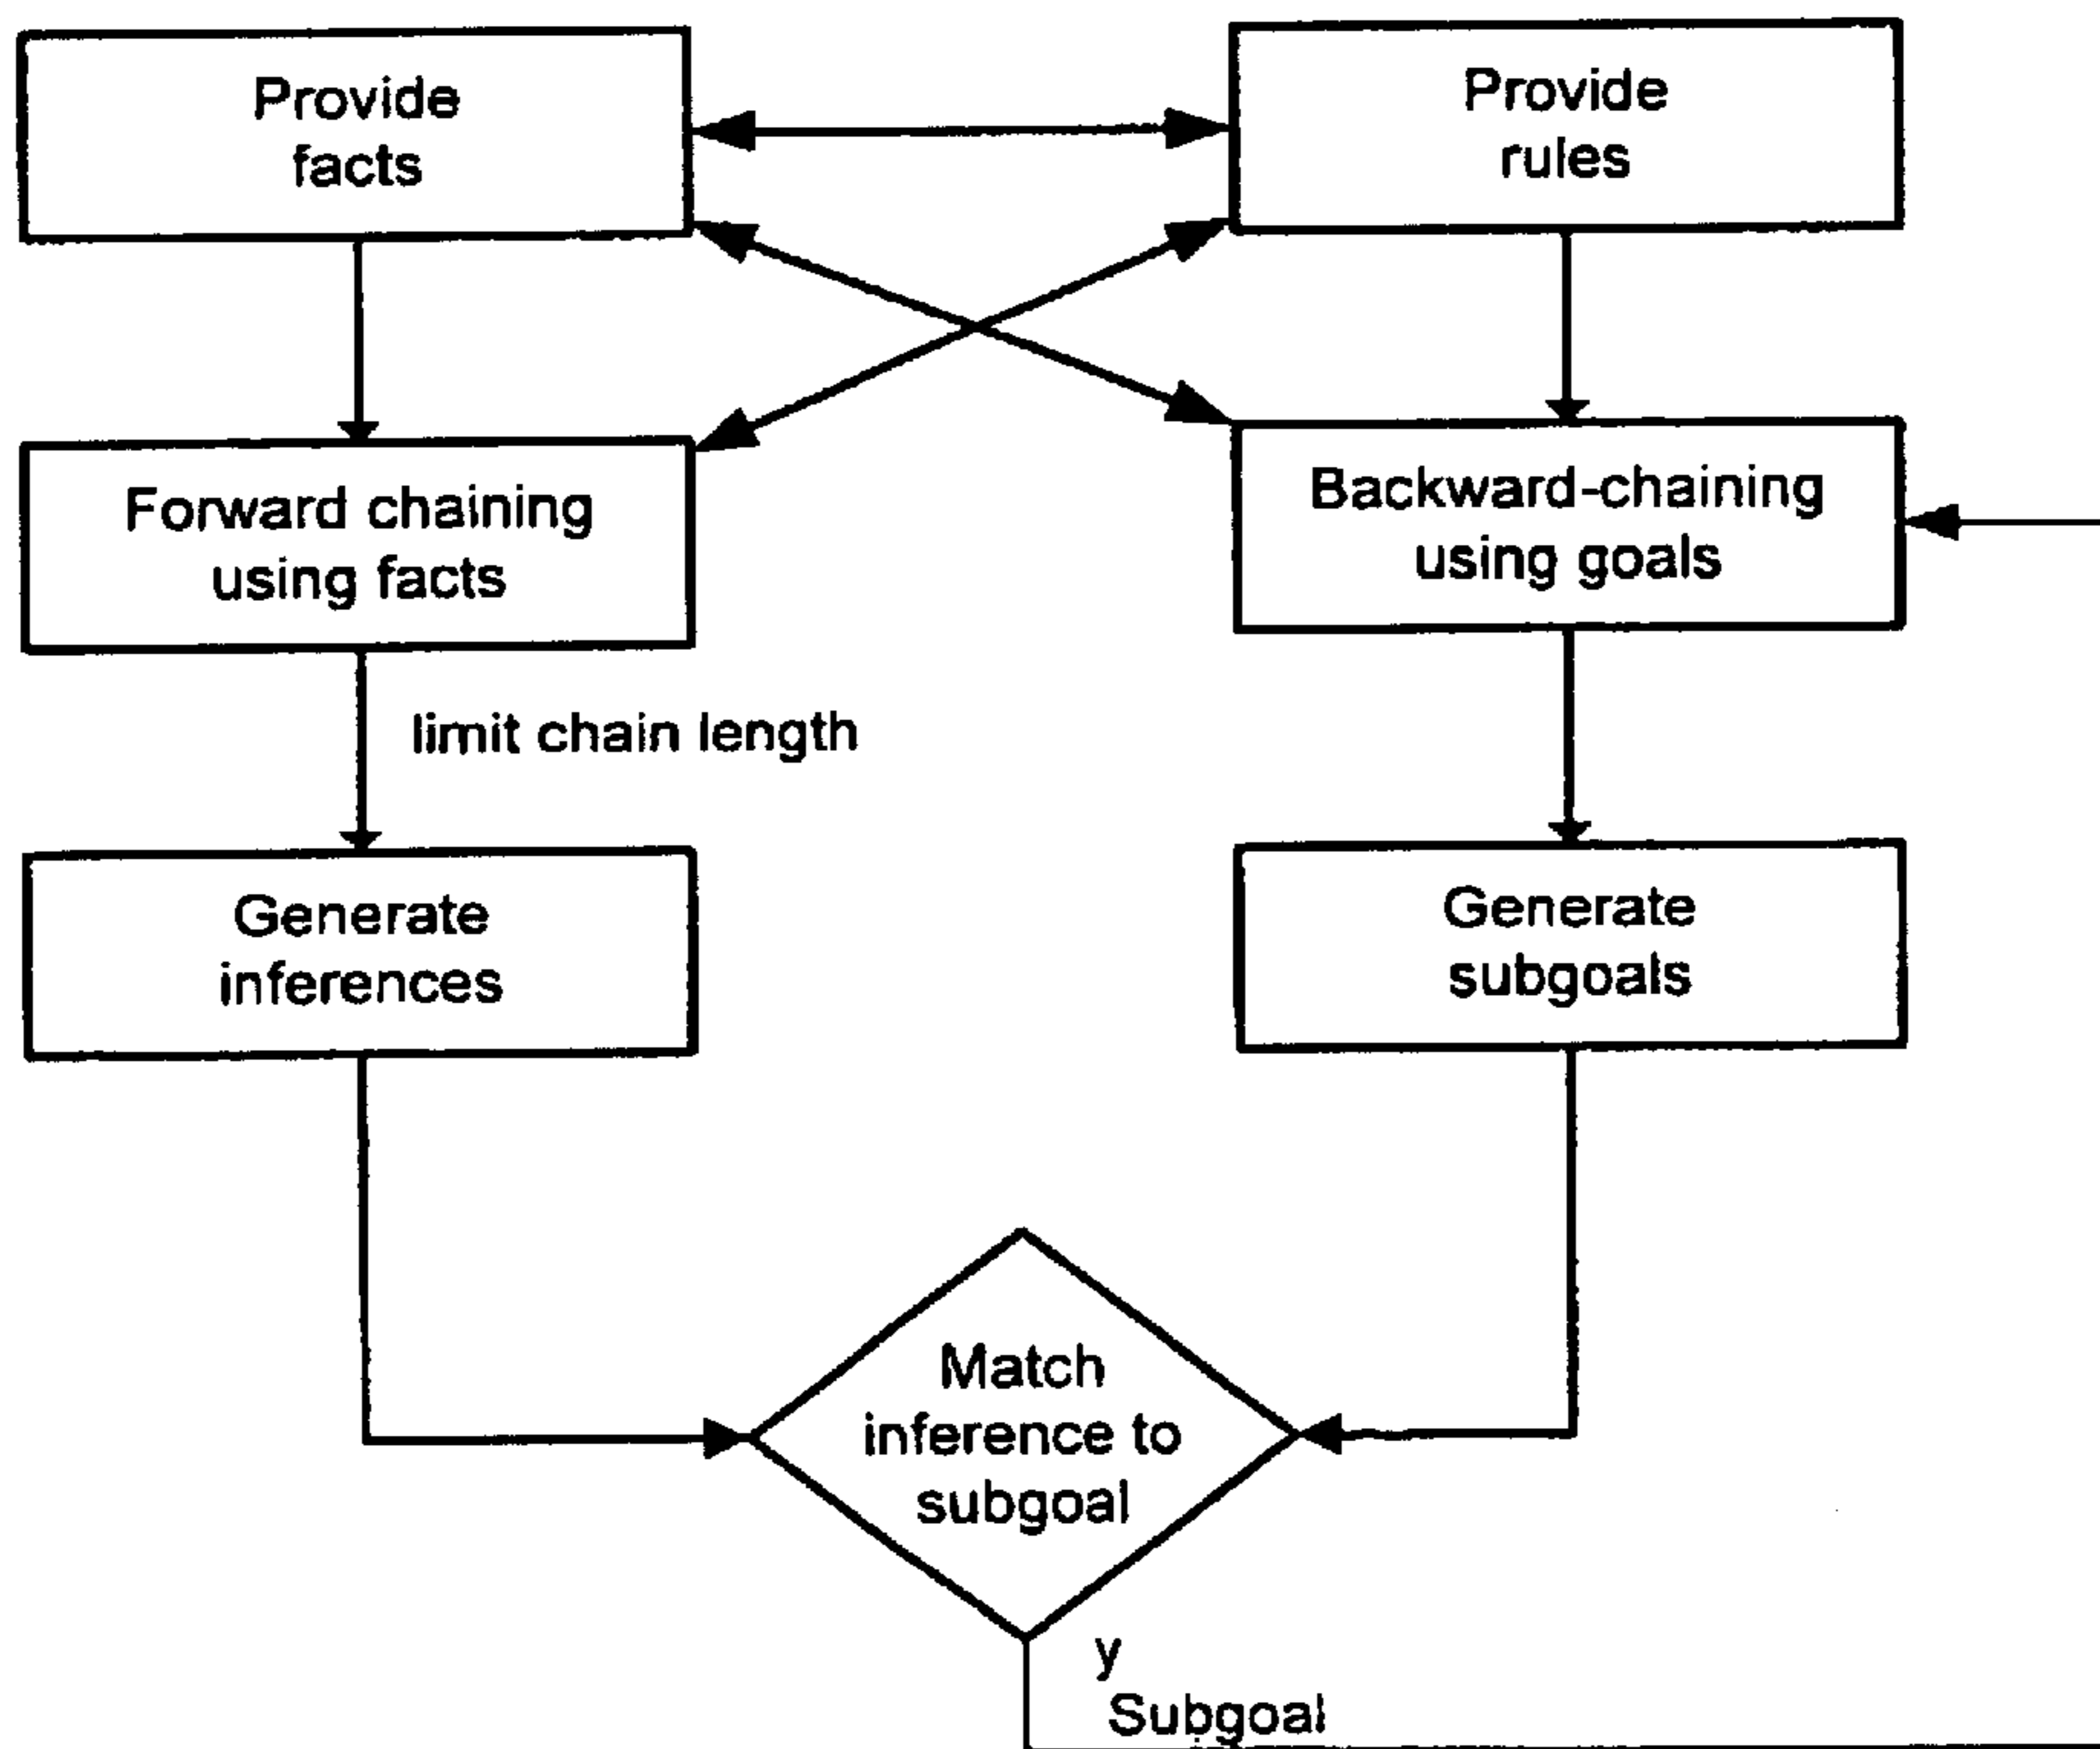 Provide
facts
Provide
rules
Forward chaining
using facts
Backward-chaining
using goals
limit chain length
Generate
inferences
Generate
subgoals
Match
inference to
subgoal
y
Subgoal